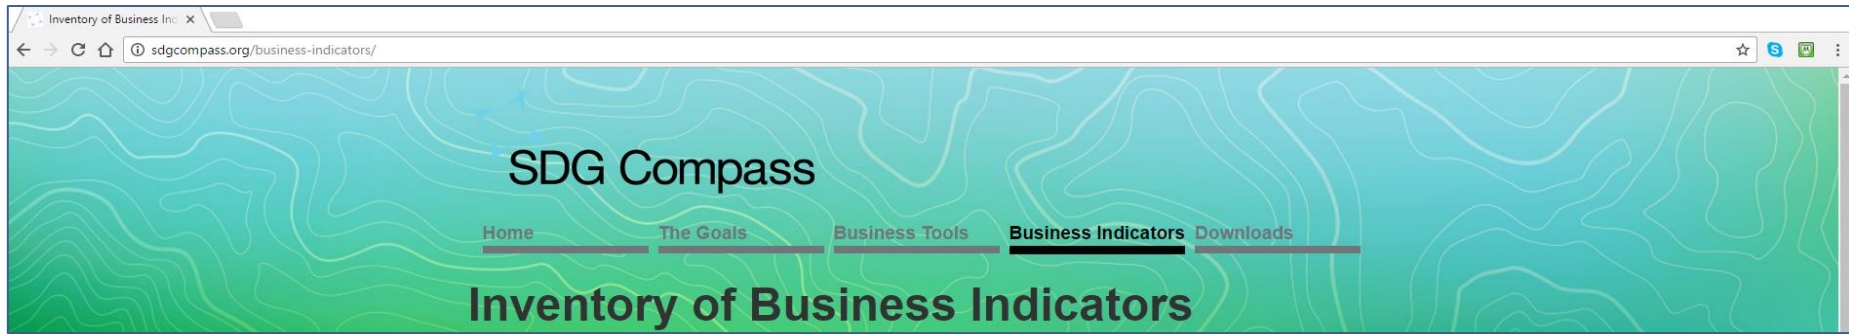 Inventory of Business Inc
sdgcompass.org/business-indicators/
SDG Compass
Home The Goals Business Tools Business Indicators Downloads
Inventory of Business Indicators